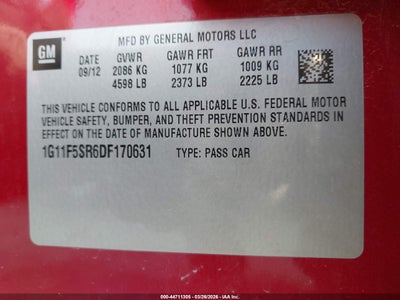 GM
MFD BY GENERAL MOTORS LLC
DATE GVWR GAWR FRT GAWR RR
09/12 2086 KG 1077 KG 1009 KG
4598 LB 2373 LB 2225 LB
THIS VEHICLE CONFORMS TO ALL APPLICABLE U.S. FEDERAL MOTOR
VEHICLE SAFETY, BUMPER, AND THEFT PREVENTION STANDARDS IN
EFFECT ON THE DATE OF MANUFACTURE SHOWN ABOVE.
1G11F5SR6DF170631 TYPE: PASS CAR
000-44711305 - 03/26/2026 - IAA Inc.